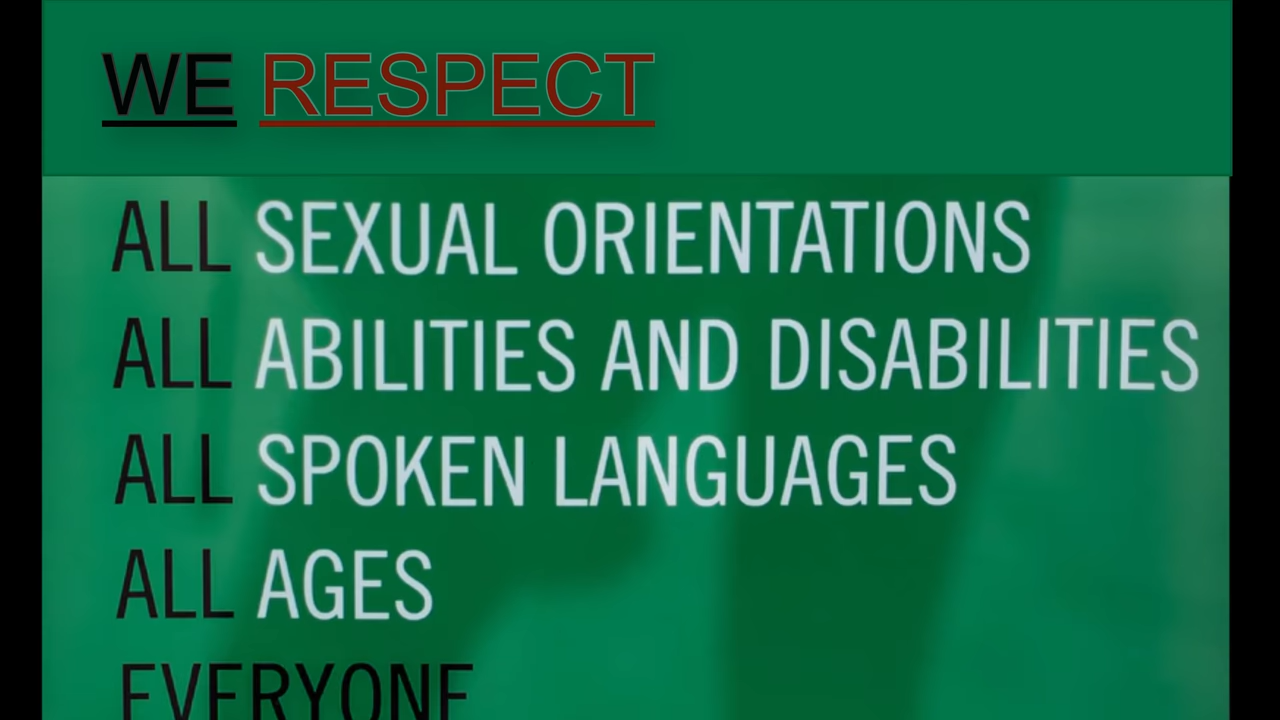 WE RESPECT
ALL SEXUAL ORIENTATIONS
ALL ABILITIES AND DISABILITIES
ALL SPOKEN LANGUAGES
ALL AGES
EVERYONE